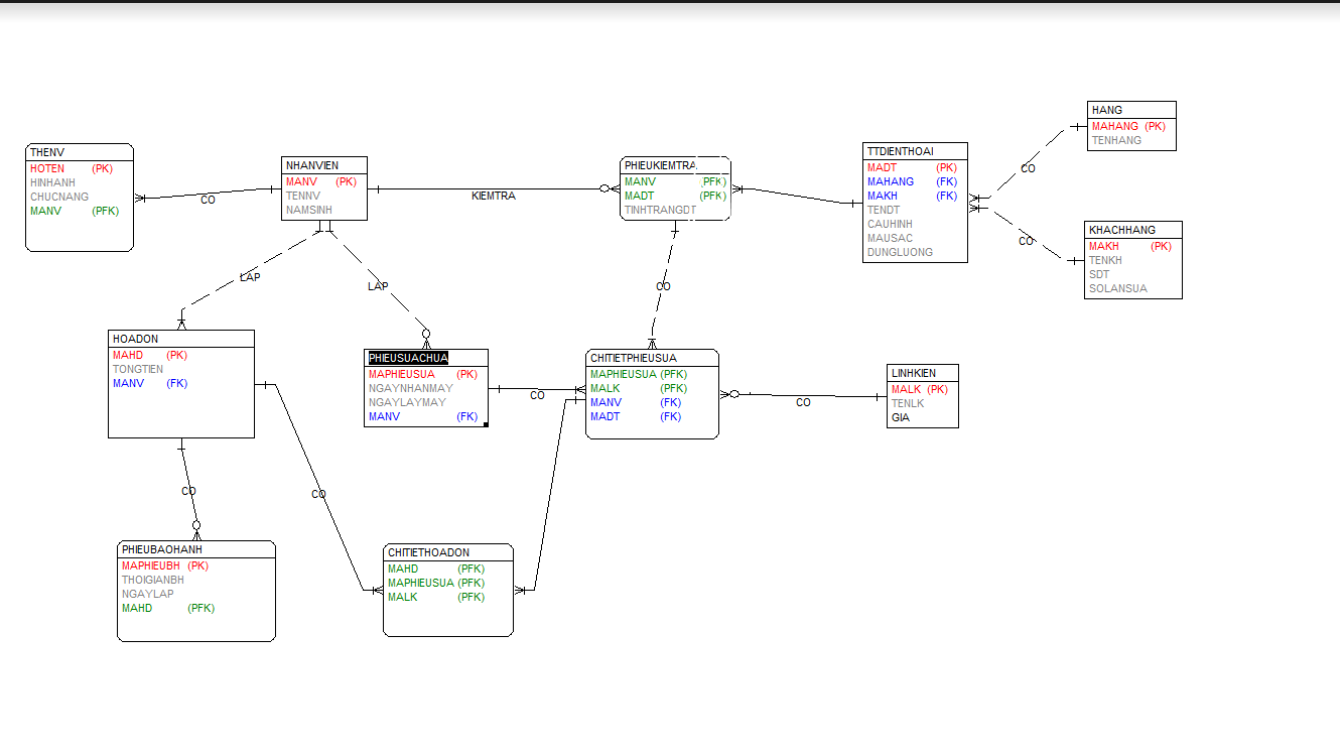 HANG
MAHANG (PK)
TENHANG
THENV
HOTEN (PK)
HINHANH
CHUCNANG
MANV (PFK)
CO
NHANVIEN
MANV (PK)
TENNV
NAMSINH
KIEMTRA
PHIEUKIEMTRA
MANV (PFK)
MADT (PFK)
TINHTRANGDT
TTDIENTHOAI
MADT (PK)
MAHANG (FK)
MAKH (FK)
TENDT
CAUHINH
MAUSAC
DUNGLUONG
CO
CO
KHACHHANG
MAKH (PK)
TENKH
SDT
SOLANSUA
LAP
LAP
CO
HOADON
MAHD (PK)
TONGTIEN
MANV (FK)
PHIEUSUACHUA
MAPHIEUSUA (PK)
NGAYNHANMAY
NGAYLAYMAY
MANV (FK)
CO
CHITIETPHIEUSUA
MAPHIEUSUA (PFK)
MALK (PFK)
MANV (FK)
MADT (FK)
CO
LINHKIEN
MALK (PK)
TENLK
GIA
CO
CO
PHIEUBAOHANH
MAPHIEUBH (PK)
THOIGIANBH
NGAYLAP
MAHD (PFK)
CHITIETHOADON
MAHD (PFK)
MAPHIEUSUA (PFK)
MALK (PFK)